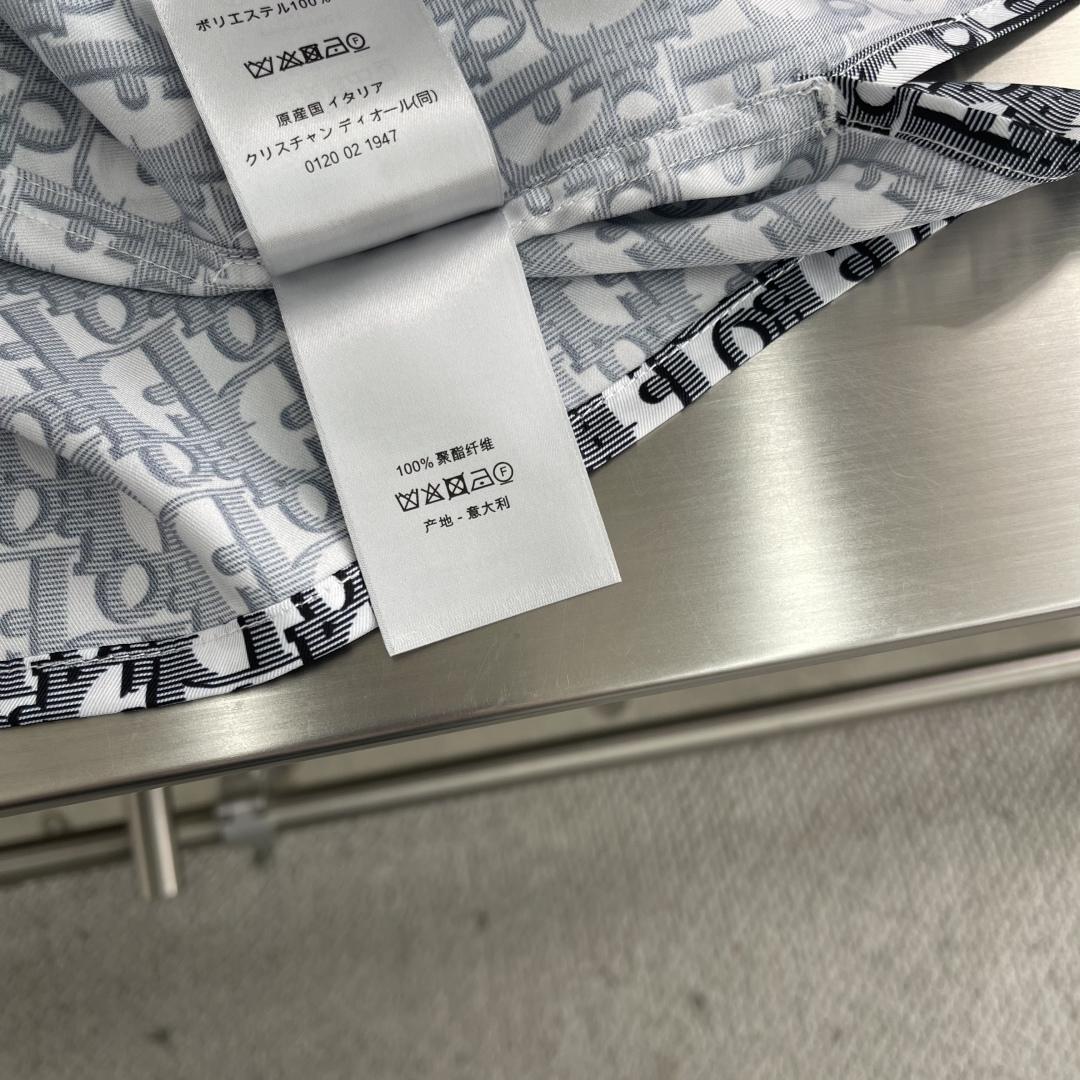 ポリエステル100%
原産国 イタリア
クリスチャン ディオール(同)
0120 02 1947
100% 聚酯纤维
F
产地 - 意大利